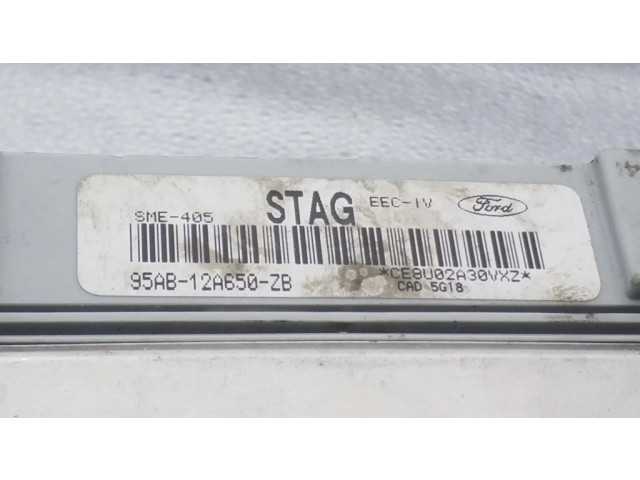 SME-405 STAG EEC-IV Ford
95AB-12A650-ZB *CE8U02A30VXZ*
CAD 5G18